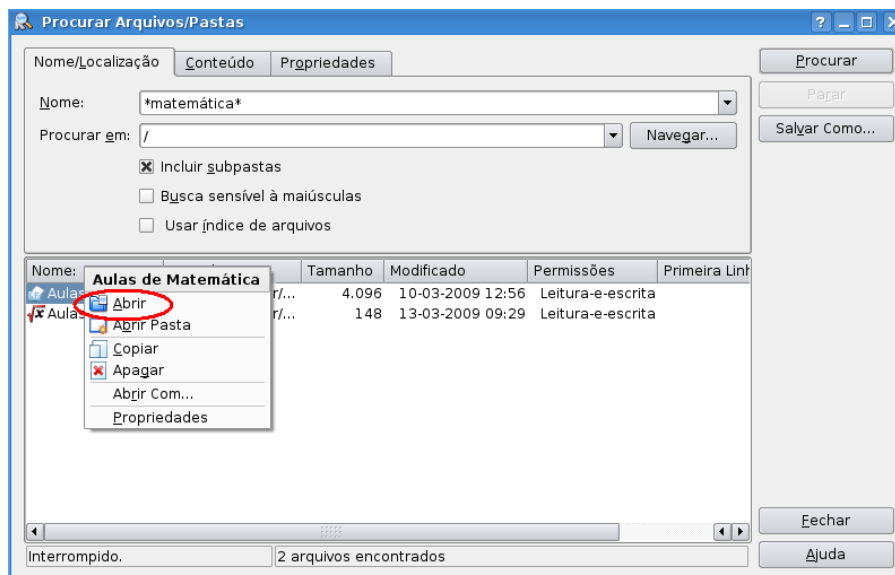 Procurar Arquivos/Pastas
Nome/Localização Conteúdo Propriedades
Procurar
Nome: *matemática*
Parar
Procurar em: / Navegar...
Salvar Como...
Incluir subpastas
Busca sensível à maiúsculas
Usar índice de arquivos
Nome: Tamanho Modificado Permissões Primeira Linh
Aulas de Matemática
Aulas r/... 4.096 10-03-2009 12:56 Leitura-e-escrita
Abrir
Aulas r/... 148 13-03-2009 09:29 Leitura-e-escrita
Abrir Pasta
Copiar
Apagar
Abrir Com...
Propriedades
Fechar
Interrompido. 2 arquivos encontrados
Ajuda